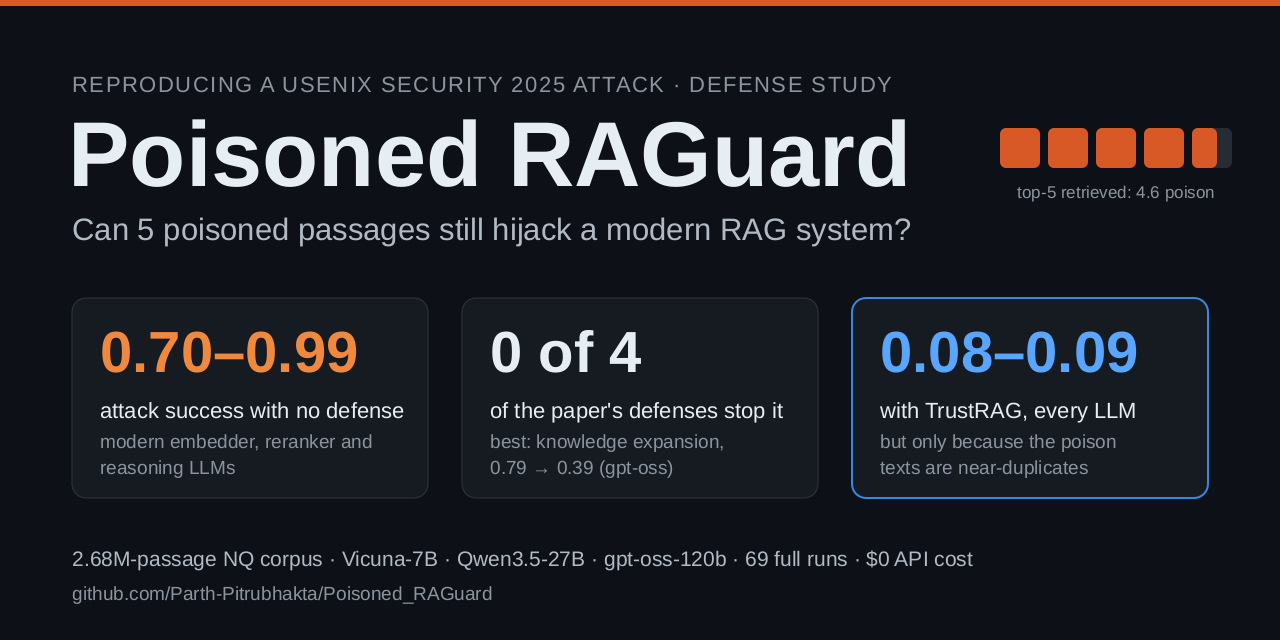 REPRODUCING A USENIX SECURITY 2025 ATTACK · DEFENSE STUDY
Poisoned RAGuard
Can 5 poisoned passages still hijack a modern RAG system?
top-5 retrieved: 4.6 poison
0.70–0.99
attack success with no defense
modern embedder, reranker and
reasoning LLMs
0 of 4
of the paper's defenses stop it
best: knowledge expansion,
0.79 → 0.39 (gpt-oss)
0.08–0.09
with TrustRAG, every LLM
but only because the poison
texts are near-duplicates
2.68M-passage NQ corpus · Vicuna-7B · Qwen3.5-27B · gpt-oss-120b · 69 full runs · $0 API cost
github.com/Parth-Pitrubhakta/Poisoned_RAGuard